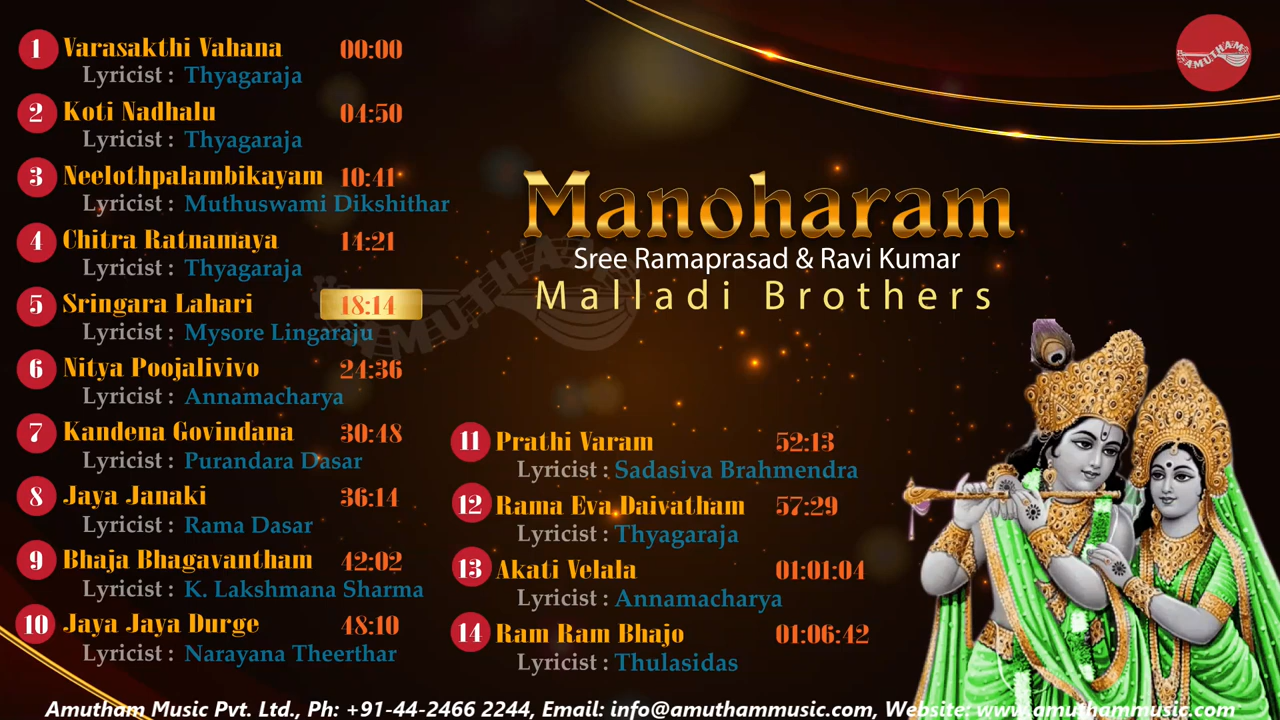 1 Varasakthi Vahana 00:00
Lyricist : Thyagaraja
2 Koti Nadhalu 04:50
Lyricist : Thyagaraja
3 Neelothpalambikayam 10:41
Lyricist : Muthuswami Dikshithar
4 Chitra Ratnamaya 14:21
Lyricist : Thyagaraja
5 Sringara Lahari 18:14
Lyricist : Mysore Lingaraju
6 Nitya Poojalivivo 24:36
Lyricist : Annamacharya
7 Kandena Govindana 30:48
Lyricist : Purandara Dasar
8 Jaya Janaki 36:14
Lyricist : Rama Dasar
9 Bhaja Bhagavantham 42:02
Lyricist : K. Lakshmana Sharma
10 Jaya Jaya Durge 48:10
Lyricist : Narayana Theerthar
11 Prathi Varam 52:13
Lyricist : Sadasiva Brahmendra
12 Rama Eva Daivatham 57:29
Lyricist : Thyagaraja
13 Akati Velala 01:01:04
Lyricist : Annamacharya
14 Ram Ram Bhajo 01:06:42
Lyricist : Thulasidas
Manoharam
Sree Ramaprasad & Ravi Kumar
Malladi Brothers
AMUTHAM
AMUTHAM
Amutham Music Pvt. Ltd., Ph: +91-44-2466 2244, Email: info@amuthammusic.com, Website: www.amuthammusic.com